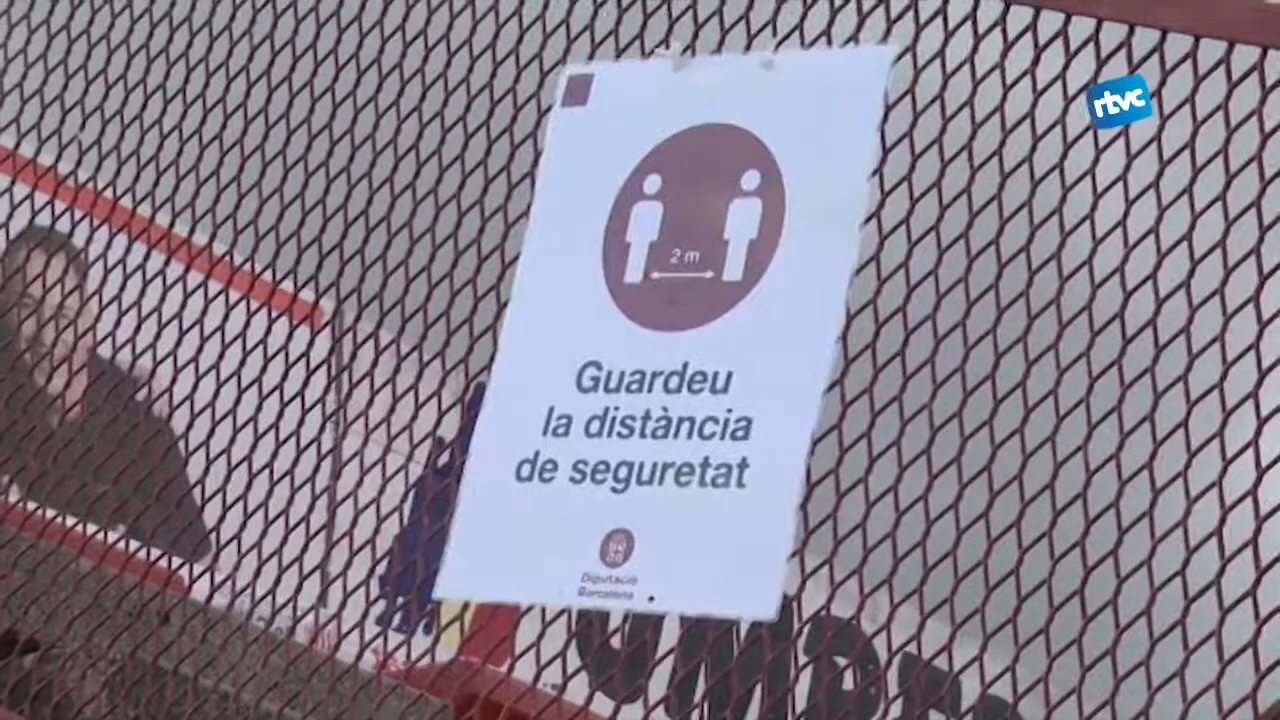 rtvc
2 m
Guardeu
la distància
de seguretat
Diputació
Barcelona